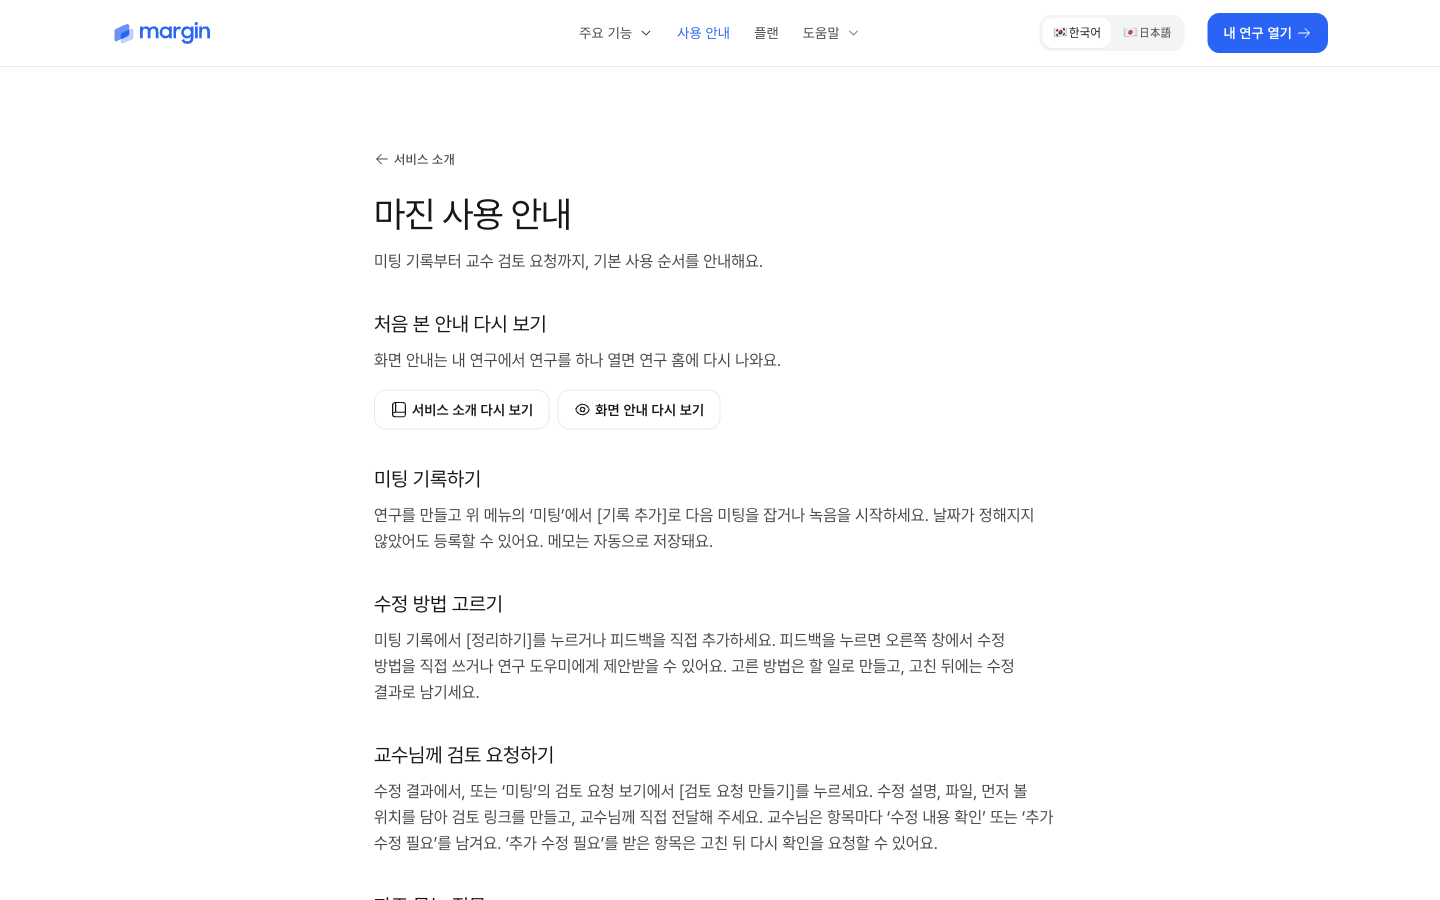 margin
주요 기능
사용 안내
플랜
도움말
한국어
日本語
내 연구 열기
서비스 소개
마진 사용 안내
미팅 기록부터 교수 검토 요청까지, 기본 사용 순서를 안내해요.
처음 본 안내 다시 보기
화면 안내는 내 연구에서 연구를 하나 열면 연구 홈에 다시 나와요.
서비스 소개 다시 보기
화면 안내 다시 보기
미팅 기록하기
연구를 만들고 위 메뉴의 ‘미팅’에서 [기록 추가]로 다음 미팅을 잡거나 녹음을 시작하세요. 날짜가 정해지지
않았어도 등록할 수 있어요. 메모는 자동으로 저장돼요.
수정 방법 고르기
미팅 기록에서 [정리하기]를 누르거나 피드백을 직접 추가하세요. 피드백을 누르면 오른쪽 창에서 수정
방법을 직접 쓰거나 연구 도우미에게 제안받을 수 있어요. 고른 방법은 할 일로 만들고, 고친 뒤에는 수정
결과로 남기세요.
교수님께 검토 요청하기
수정 결과에서, 또는 ‘미팅’의 검토 요청 보기에서 [검토 요청 만들기]를 누르세요. 수정 설명, 파일, 먼저 볼
위치를 담아 검토 링크를 만들고, 교수님께 직접 전달해 주세요. 교수님은 항목마다 ‘수정 내용 확인’ 또는 ‘추가
수정 필요’를 남겨요. ‘추가 수정 필요’를 받은 항목은 고친 뒤 다시 확인을 요청할 수 있어요.